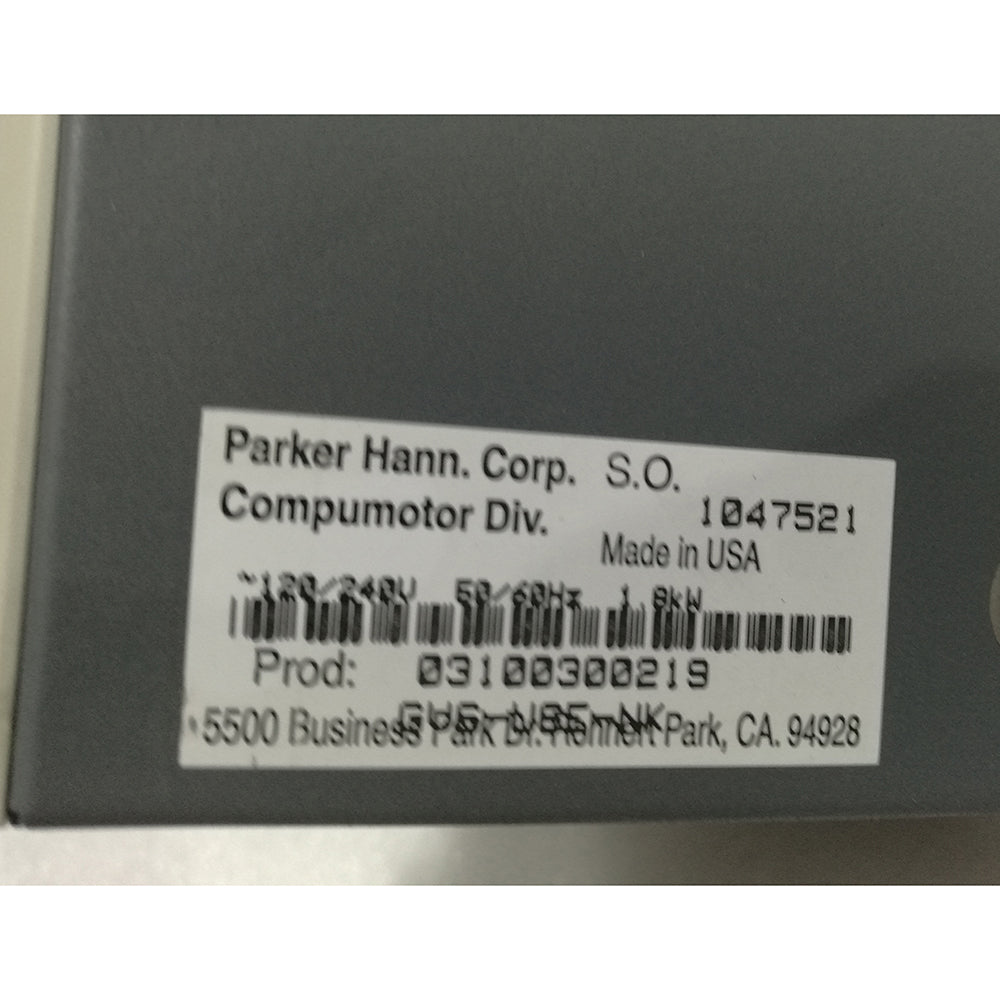 Parker Hann. Corp. S.O.
1047521
Compumotor Div.
Made in USA
~120/240V 50/60Hz 1.8kW
Prod: 03100300219
5500 Business Park Dr. Rohnert Park, CA. 94928